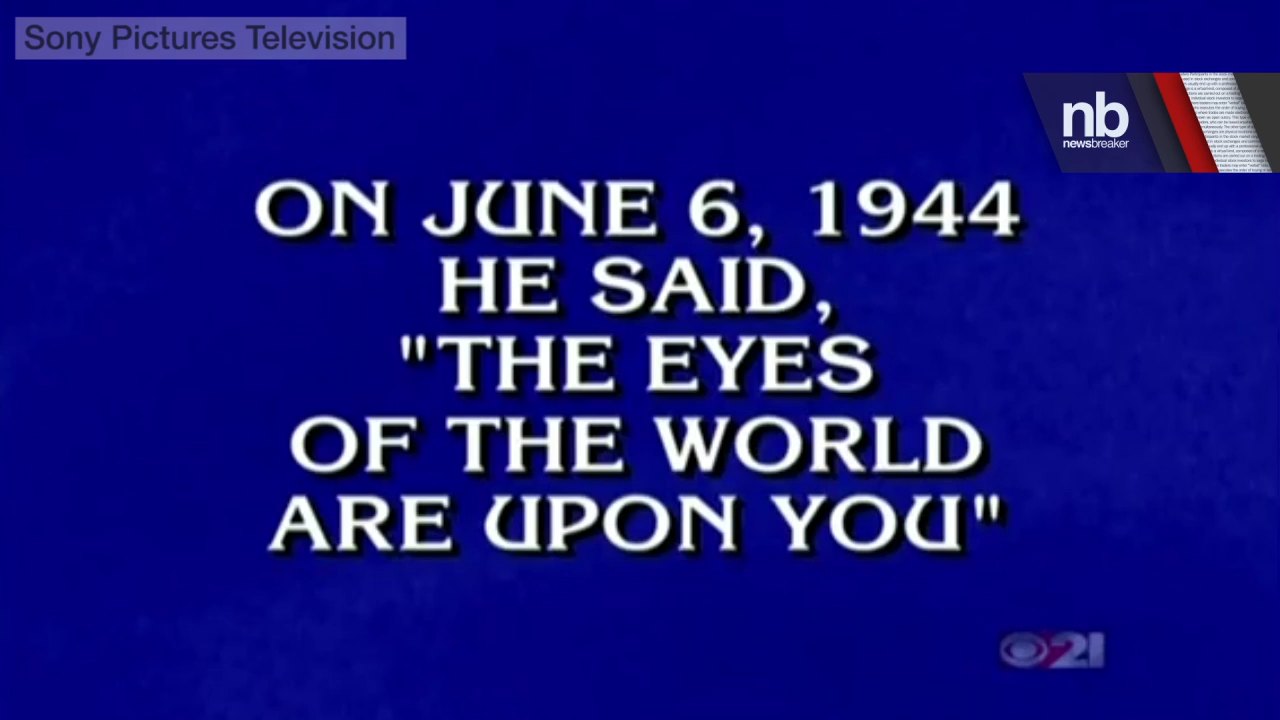 Sony Pictures Television
nb
newsbreaker
ON JUNE 6, 1944
HE SAID,
"THE EYES
OF THE WORLD
ARE UPON YOU"
21